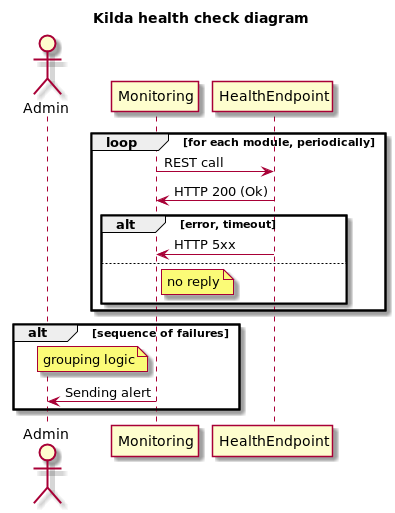 Kilda health check diagram
Admin
Monitoring
HealthEndpoint
loop [for each module, periodically]
REST call
HTTP 200 (Ok)
alt [error, timeout]
HTTP 5xx
no reply
alt [sequence of failures]
grouping logic
Sending alert
Admin
Monitoring
HealthEndpoint